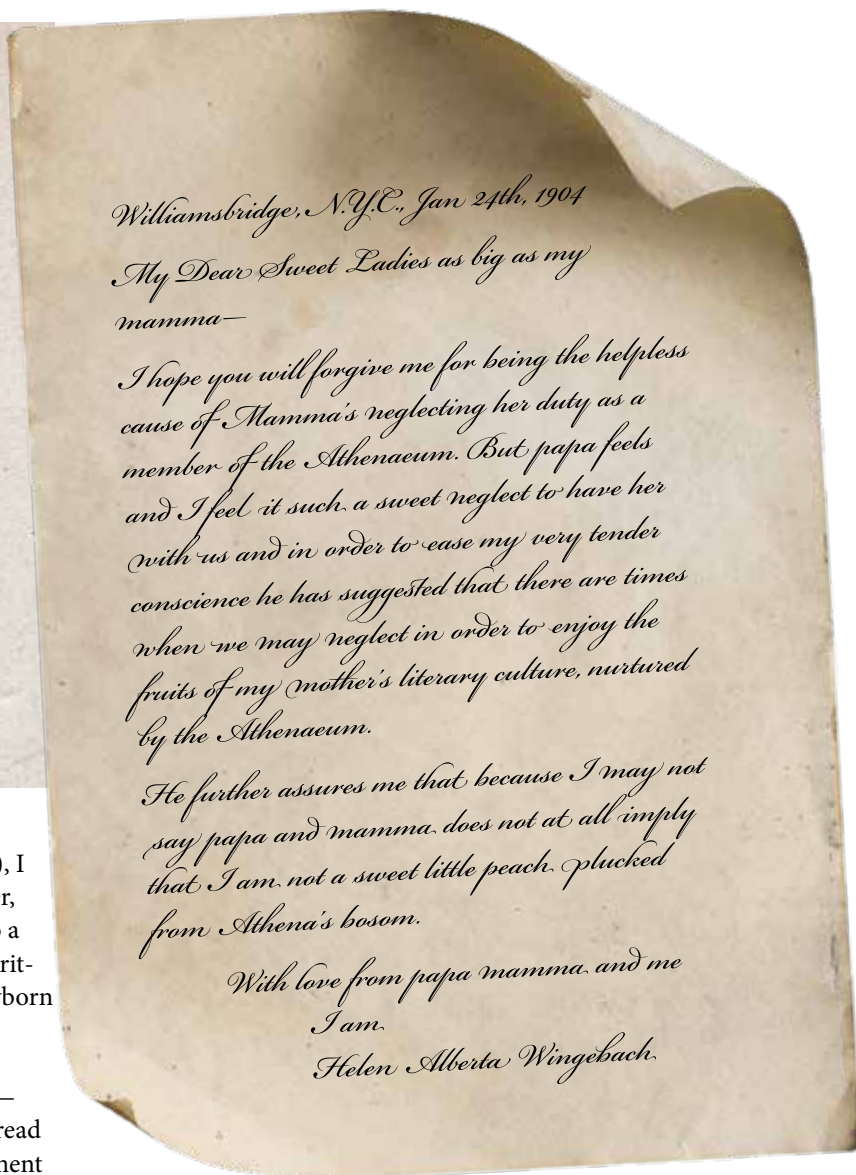 Williamsbridge, N.Y.C., Jan 24th, 1904
My Dear Sweet Ladies as big as my
mamma—
I hope you will forgive me for being the helpless
cause of Mamma's neglecting her duty as a
member of the Athenaeum. But papa feels
and I feel it such a sweet neglect to have her
with us and in order to ease my very tender
conscience he has suggested that there are times
when we may neglect in order to enjoy the
fruits of my mother's literary culture, nurtured
by the Athenaeum.
He further assures me that because I may not
say papa and mamma does not at all imply
that I am not a sweet little peach plucked
from Athena's bosom.
With love from papa mamma and me
I am
Helen Alberta Wingebach
), I
r,
a
rit-
born
—
read
ment